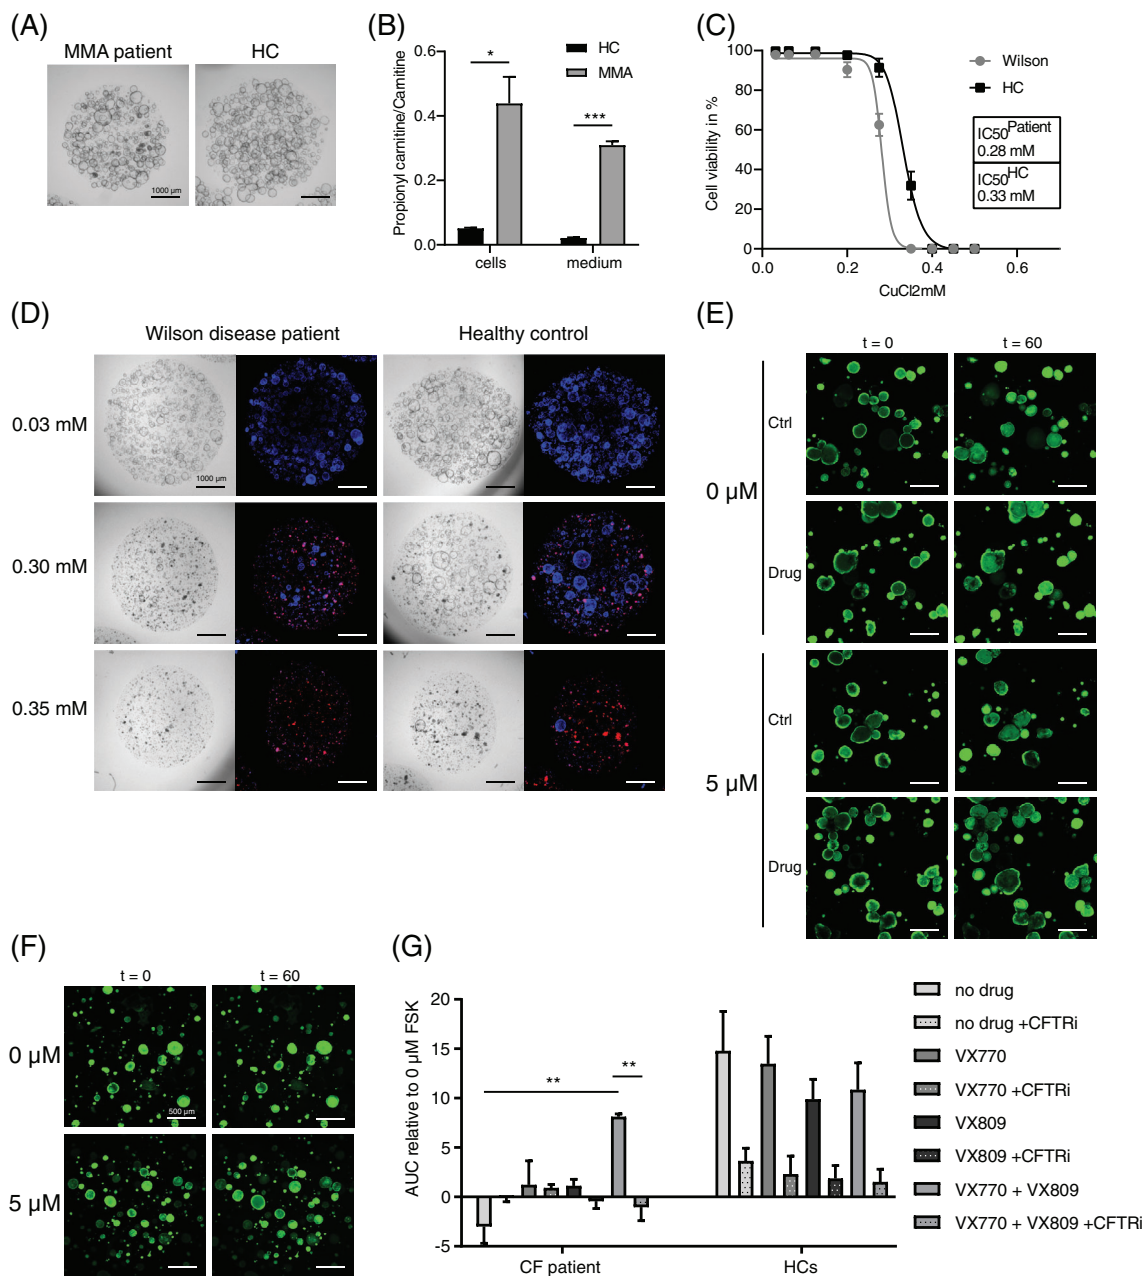 (A)
MMA patient
HC
1000 µm
(B)
Propionyl carnitine/Carnitine
0.6
0.4
0.2
0.0
*
***
HC
MMA
cells
medium
(C)
Cell viability in %
100
80
60
40
20
0
0.0
0.2
0.4
0.6
CuCl2mM
Wilson
HC
IC50Patient
0.28 mM
IC50HC
0.33 mM
(D)
Wilson disease patient
Healthy control
0.03 mM
1000 µm
0.30 mM
0.35 mM
(E)
t = 0
t = 60
0 µM
Ctrl
Drug
5 µM
Ctrl
Drug
(F)
t = 0
t = 60
0 µM
500 µm
5 µM
(G)
AUC relative to 0 µM FSK
20
15
10
5
0
-5
**
**
CF patient
HCs
no drug
no drug +CFTRi
VX770
VX770 +CFTRi
VX809
VX809 +CFTRi
VX770 + VX809
VX770 + VX809 +CFTRi